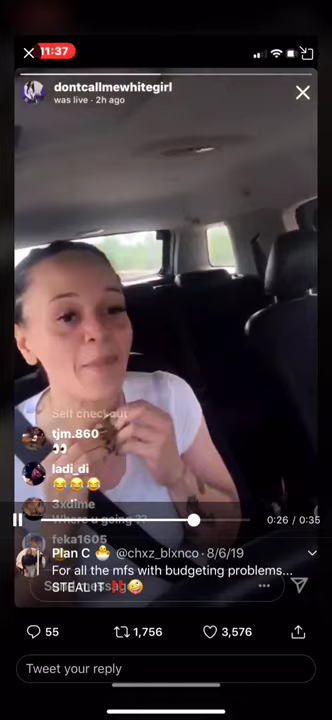 11:37
dontcallmewhitegirl
was live · 2h ago
Self checkout
tjm.860
👀
ladi_di
😂😂😂
3xdime
Where u going ??
0:26 / 0:35
feka1605
Plan C 🐣 @chxz_blxnco · 8/6/19
For all the mfs with budgeting problems...
STEAL IT ‼️🤪
55
1,756
3,576
Tweet your reply